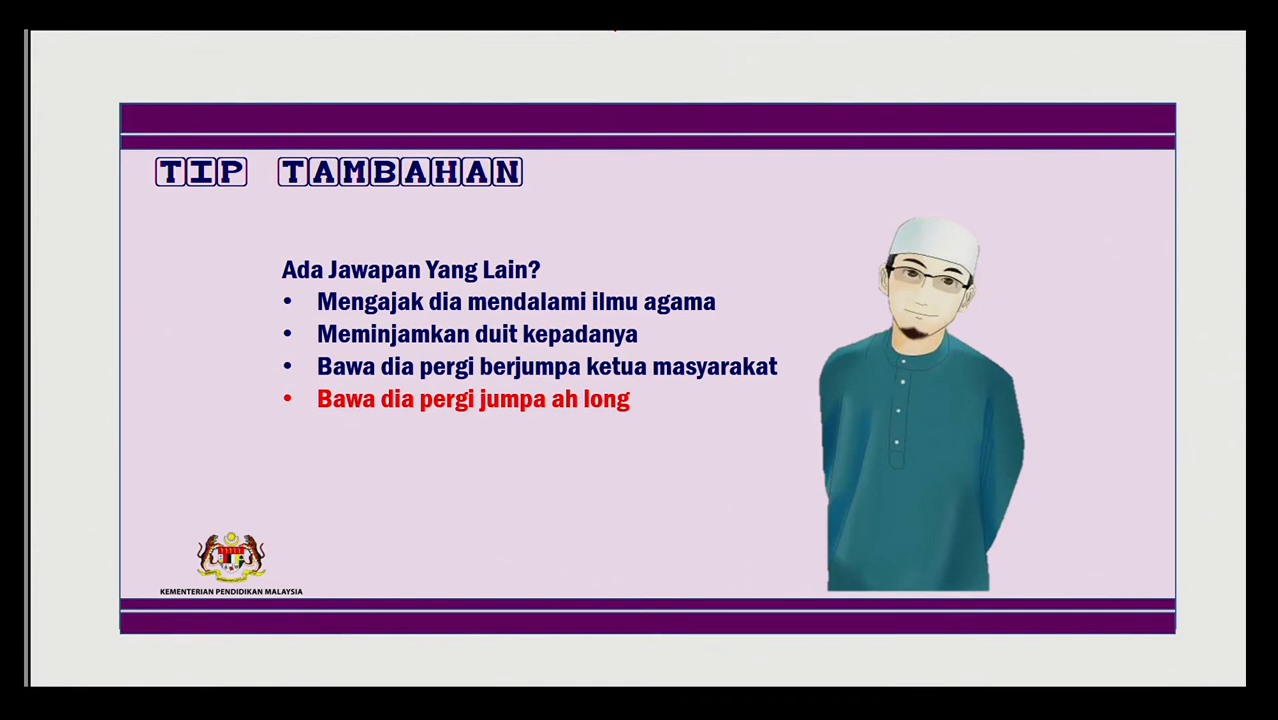 TIP TAMBAHAN
Ada Jawapan Yang Lain?
• Mengajak dia mendalami ilmu agama
• Meminjamkan duit kepadanya
• Bawa dia pergi berjumpa ketua masyarakat
• Bawa dia pergi jumpa ah long
KEMENTERIAN PENDIDIKAN MALAYSIA